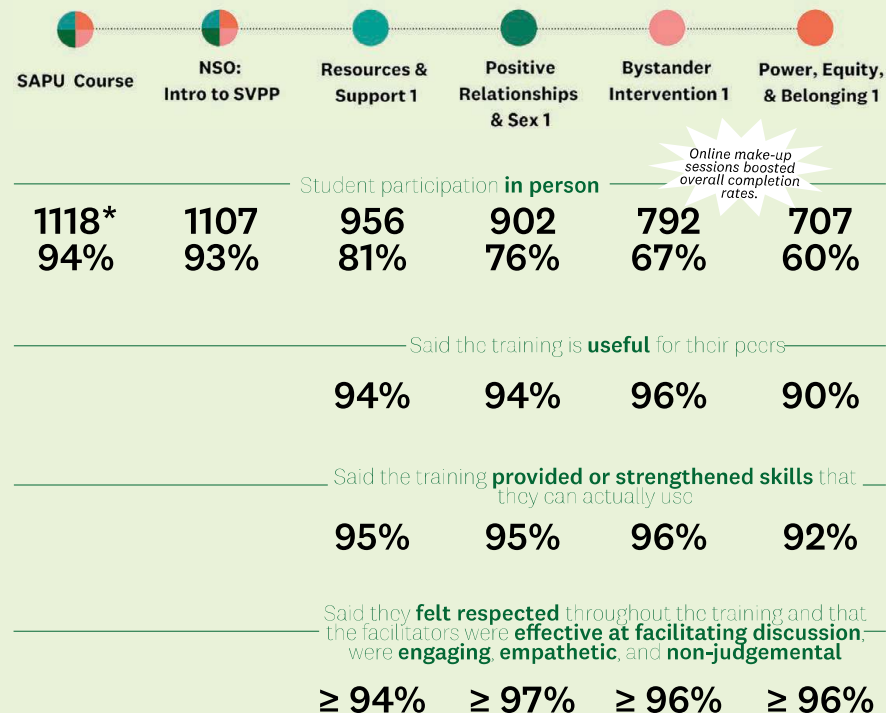 SAPU Course
NSO:
Intro to SVPP
Resources &
Support 1
Positive
Relationships
& Sex 1
Bystander
Intervention 1
Power, Equity,
& Belonging 1
Online make-up
sessions boosted
overall completion
rates.
Student participation in person
1118* 1107 956 902 792 707
94% 93% 81% 76% 67% 60%
Said the training is useful for their peers
94% 94% 96% 90%
Said the training provided or strengthened skills that
they can actually use
95% 95% 96% 92%
Said they felt respected throughout the training and that
the facilitators were effective at facilitating discussion,
were engaging, empathetic, and non-judgemental
≥ 94% ≥ 97% ≥ 96% ≥ 96%